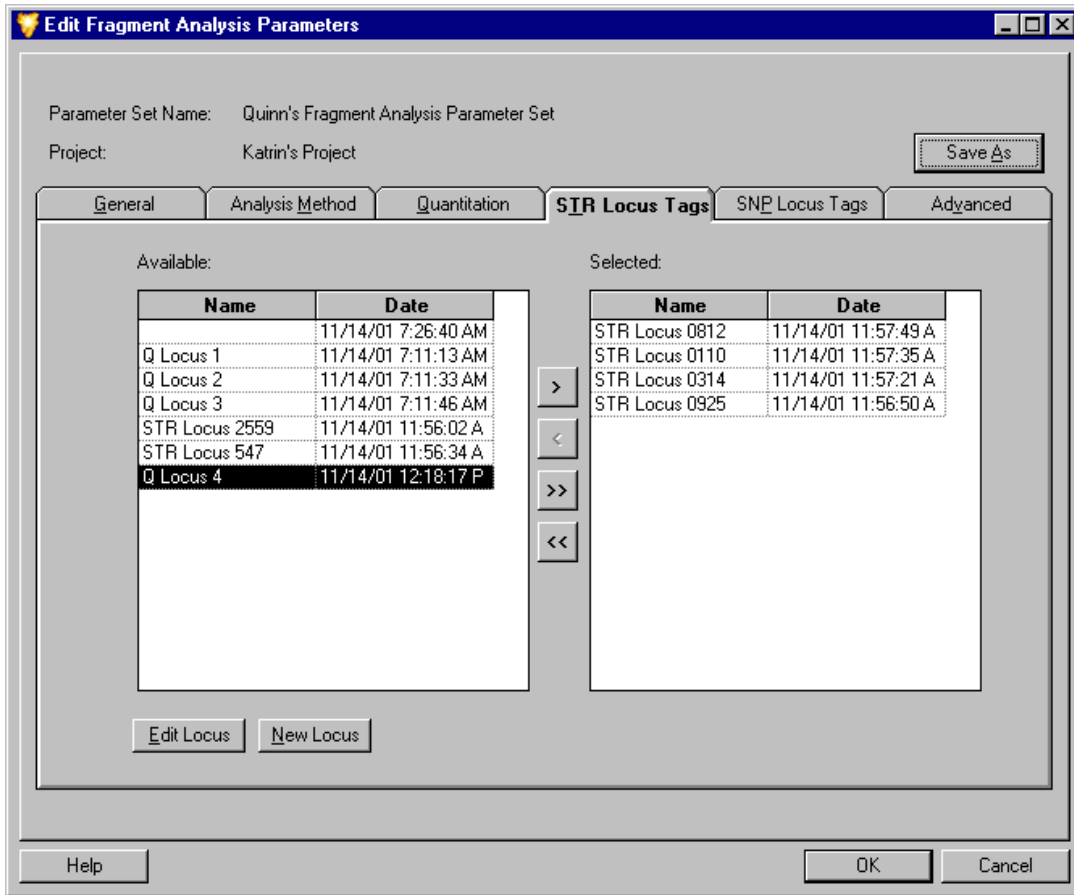 Edit Fragment Analysis Parameters
Parameter Set Name: Quinn's Fragment Analysis Parameter Set
Project: Katrin's Project
Save As
General Analysis Method Quantitation STR Locus Tags SNP Locus Tags Advanced
Available: Selected:
Name Date Name Date
11/14/01 7:26:40 AM STR Locus 0812 11/14/01 11:57:49 A
Q Locus 1 11/14/01 7:11:13 AM STR Locus 0110 11/14/01 11:57:35 A
Q Locus 2 11/14/01 7:11:33 AM STR Locus 0314 11/14/01 11:57:21 A
Q Locus 3 11/14/01 7:11:46 AM STR Locus 0925 11/14/01 11:56:50 A
STR Locus 2559 11/14/01 11:56:02 A
STR Locus 547 11/14/01 11:56:34 A
Q Locus 4 11/14/01 12:18:17 P
>
<
>>
<<
Edit Locus New Locus
Help OK Cancel